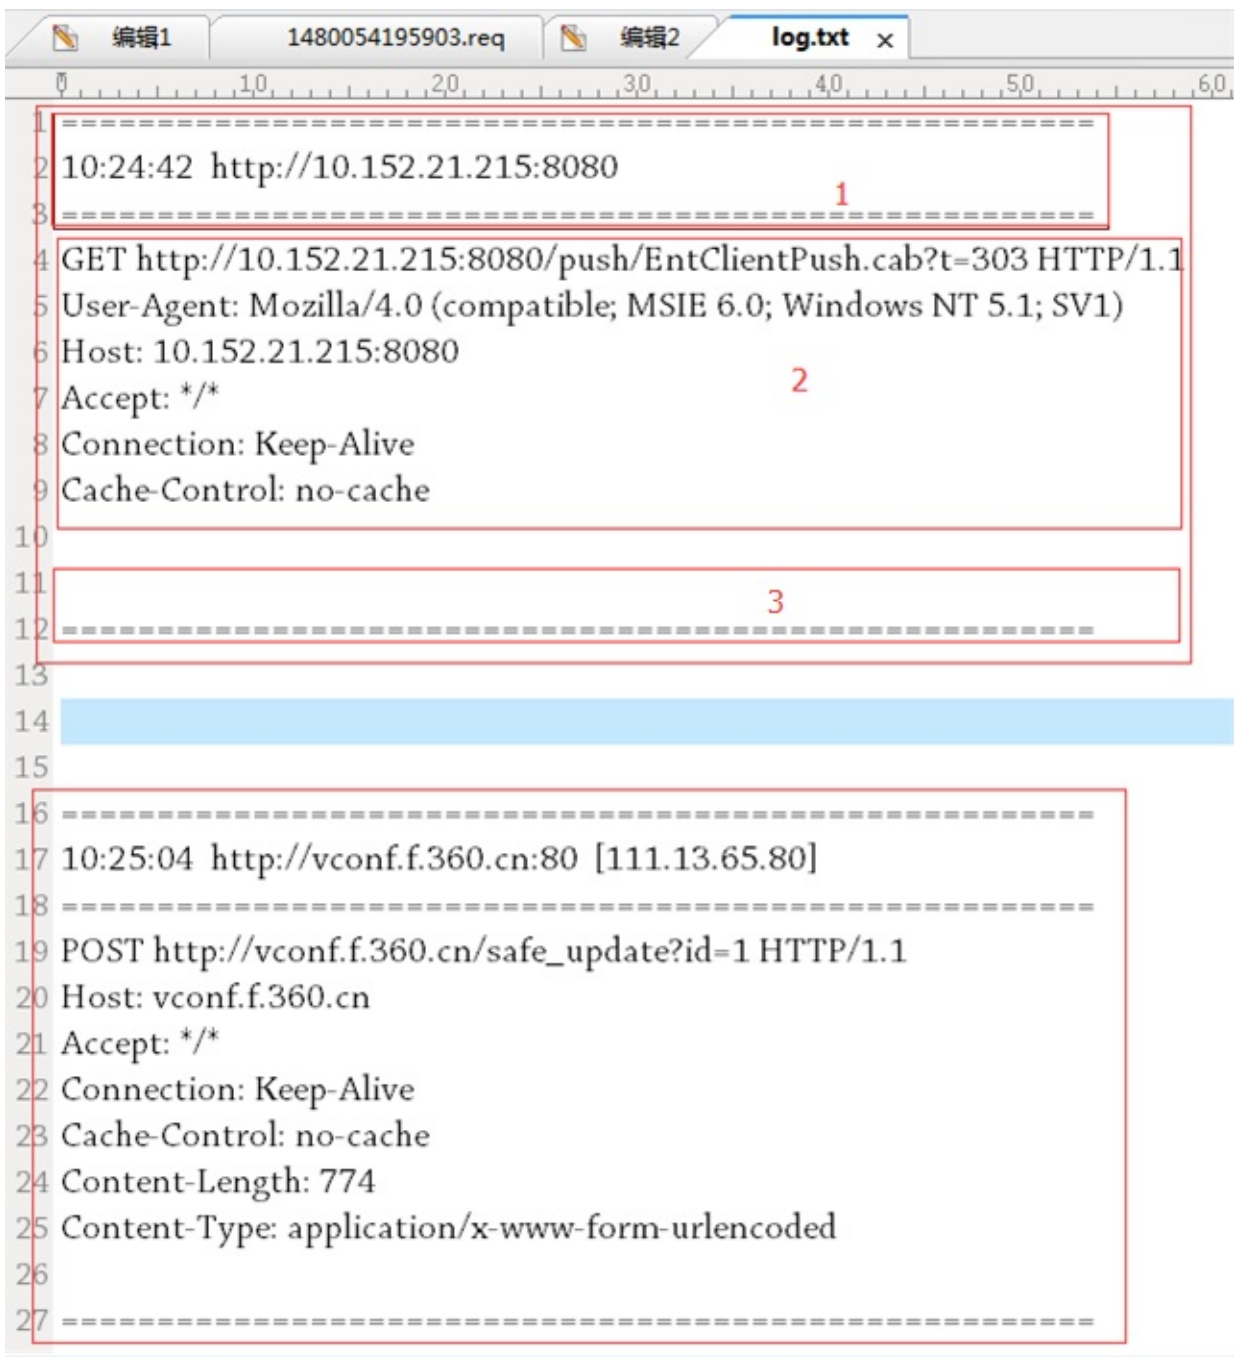 编辑1 1480054195903.req 编辑2 log.txt x
0 10 20 30 40 50 60
1 ======================================================
2 10:24:42 http://10.152.21.215:8080
1
3 ======================================================
4 GET http://10.152.21.215:8080/push/EntClientPush.cab?t=303 HTTP/1.1
5 User-Agent: Mozilla/4.0 (compatible; MSIE 6.0; Windows NT 5.1; SV1)
6 Host: 10.152.21.215:8080
2
7 Accept: */*
8 Connection: Keep-Alive
9 Cache-Control: no-cache
10
11
3
12 ======================================================
13
14
15
16 ======================================================
17 10:25:04 http://vconf.f.360.cn:80 [111.13.65.80]
18 ======================================================
19 POST http://vconf.f.360.cn/safe_update?id=1 HTTP/1.1
20 Host: vconf.f.360.cn
21 Accept: */*
22 Connection: Keep-Alive
23 Cache-Control: no-cache
24 Content-Length: 774
25 Content-Type: application/x-www-form-urlencoded
26
27 ======================================================